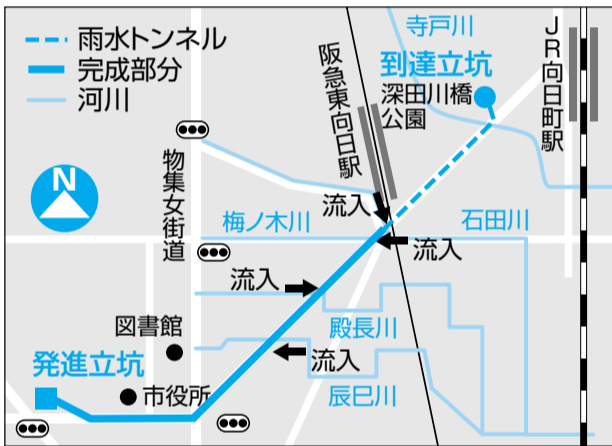 雨水トンネル
完成部分
河川
寺戸川
到達立坑
深田川橋
公園
JR向日町駅
阪急東向日駅
N
物集女街道
流入
梅ノ木川
石田川
流入
流入
殿長川
図書館
流入
発進立坑
市役所
辰巳川